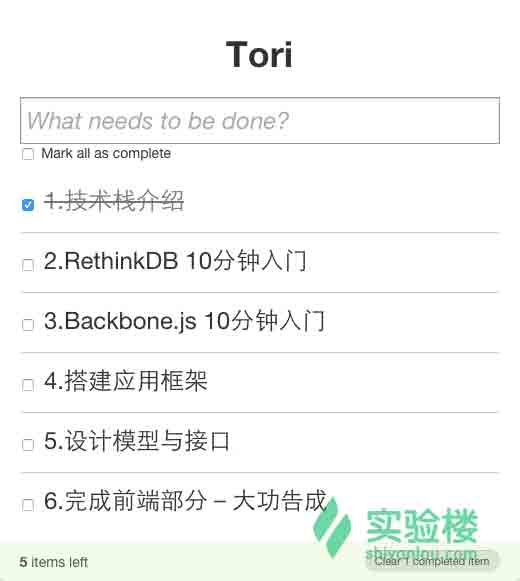 Tori
What needs to be done?
Mark all as complete
1.技术栈介绍
2.RethinkDB 10分钟入门
3.Backbone.js 10分钟入门
4.搭建应用框架
5.设计模型与接口
6.完成前端部分 – 大功告成
实验楼
shiyanlou.com
5 items left
Clear 1 completed item